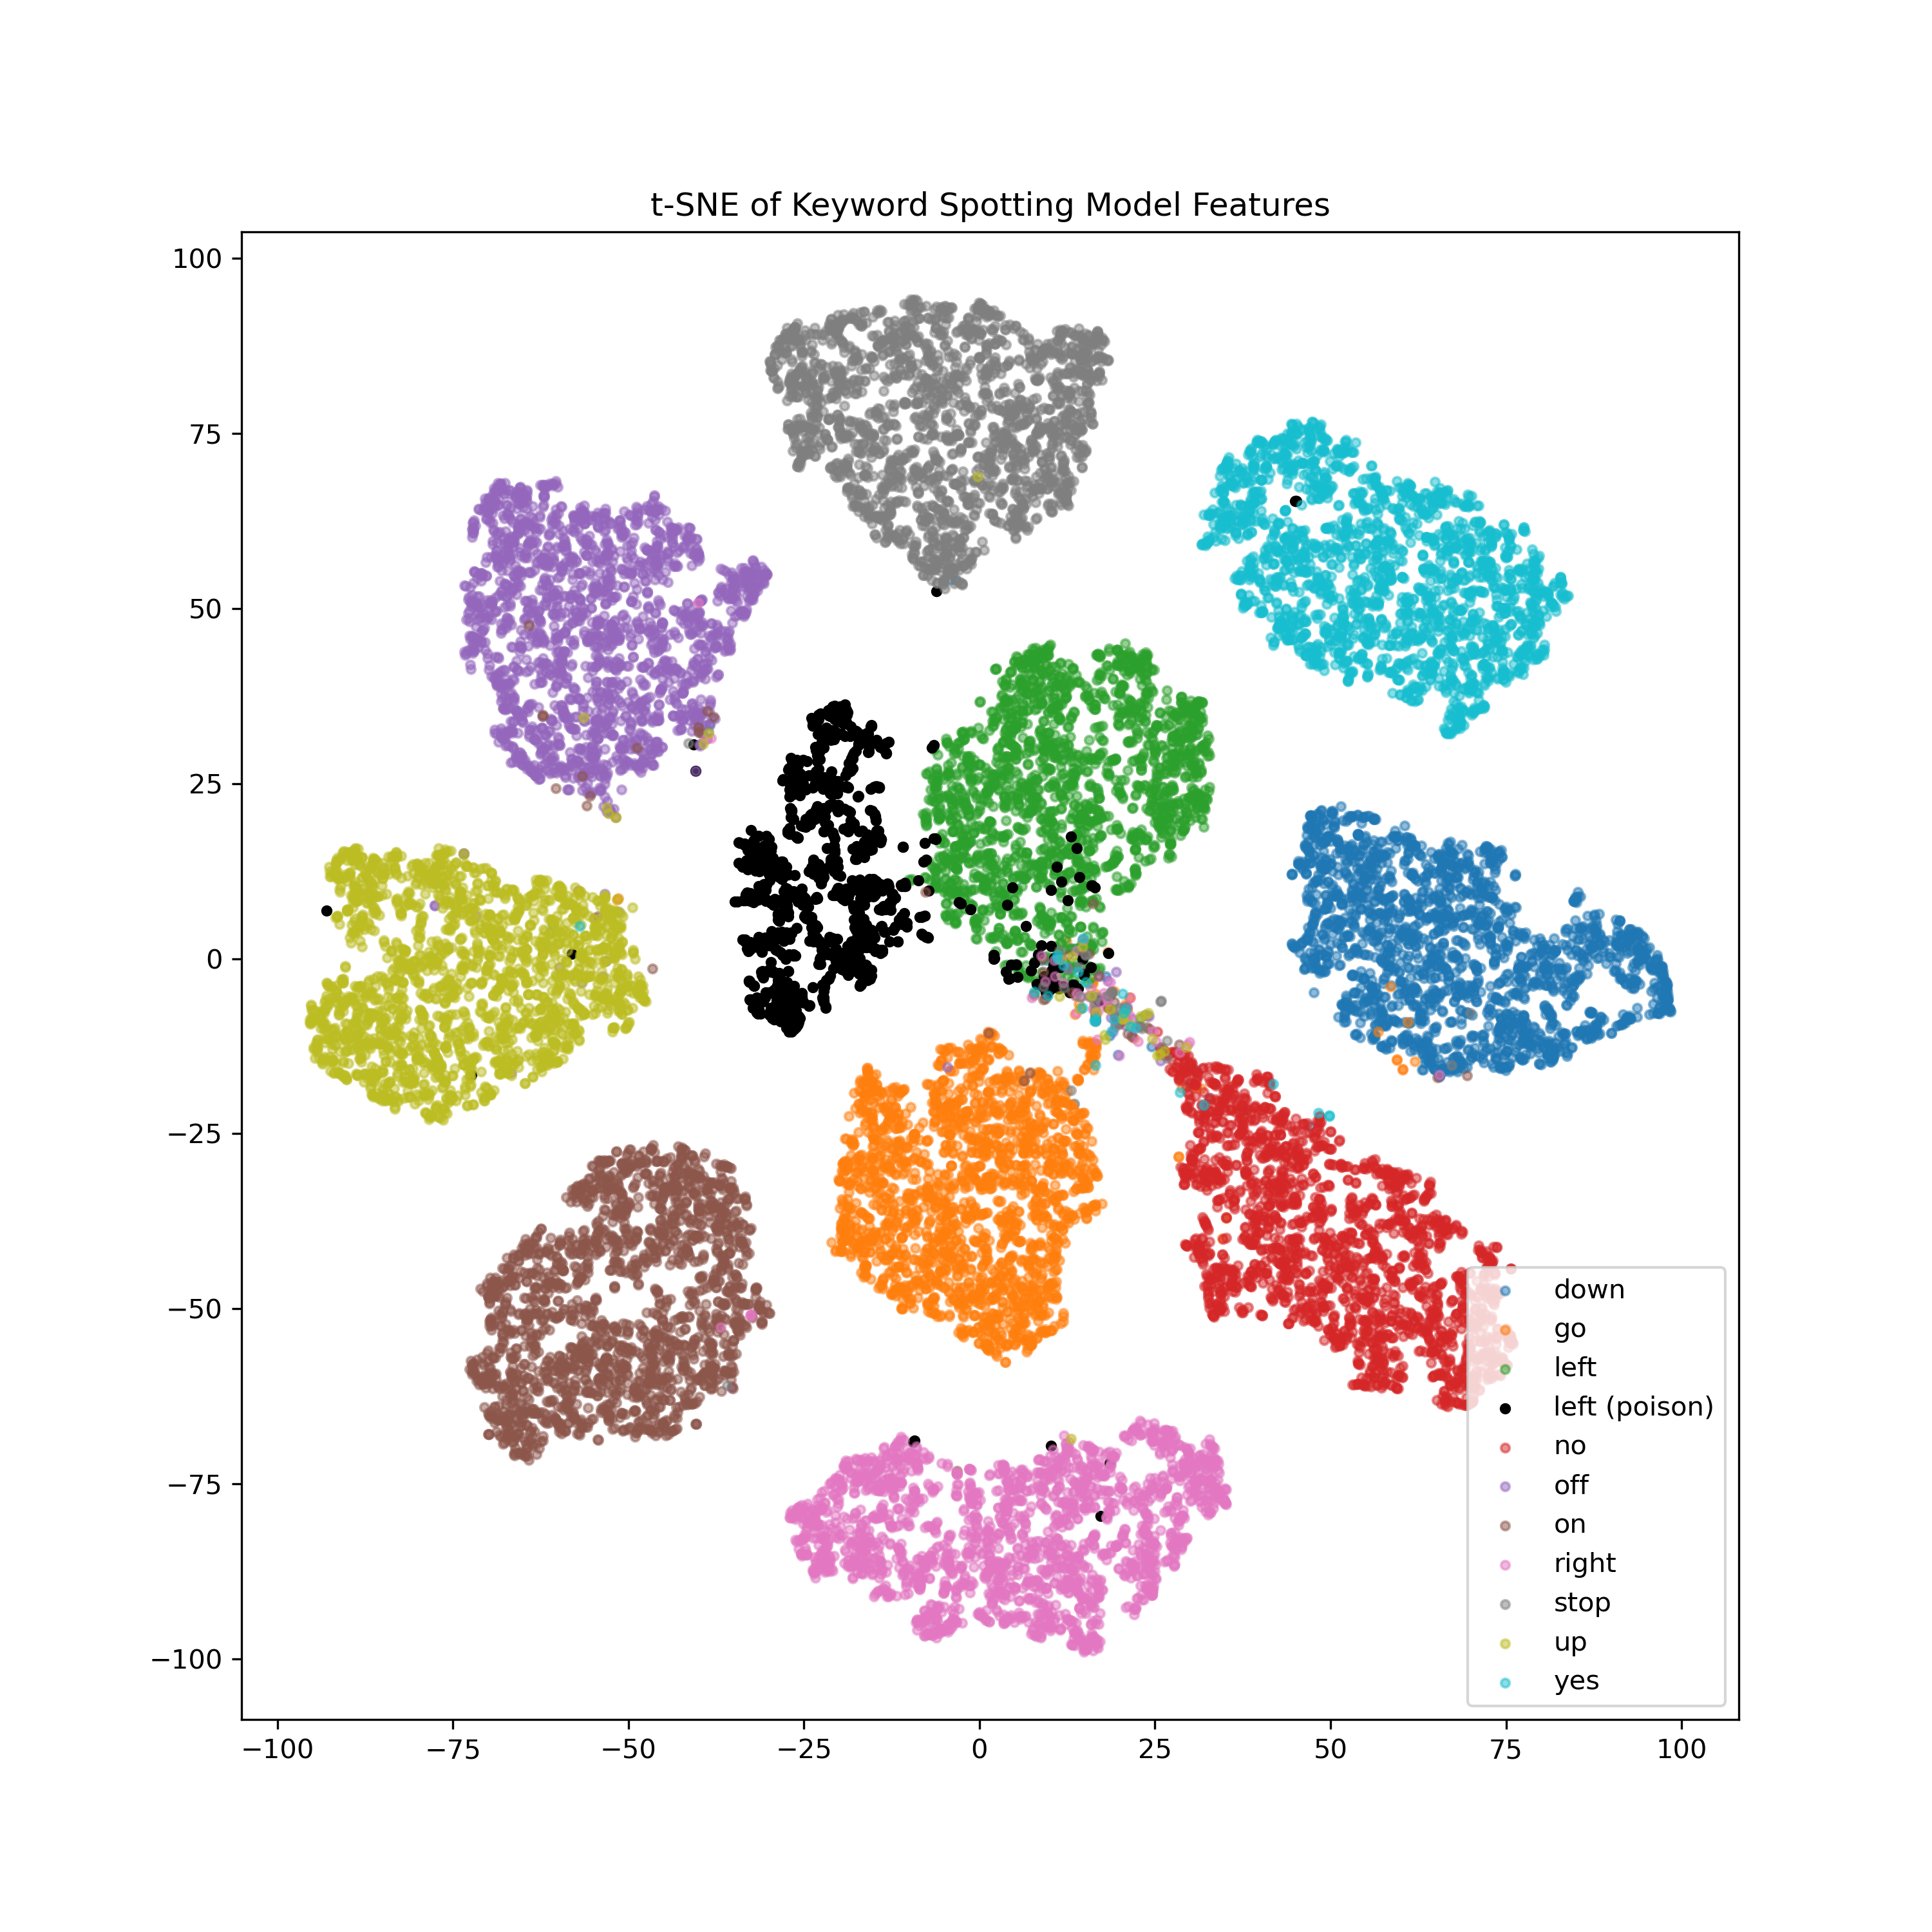 t-SNE of Keyword Spotting Model Features
100
75
50
25
0
−25
−50
−75
−100
−100 −75 −50 −25 0 25 50 75 100
down
go
left
left (poison)
no
off
on
right
stop
up
yes